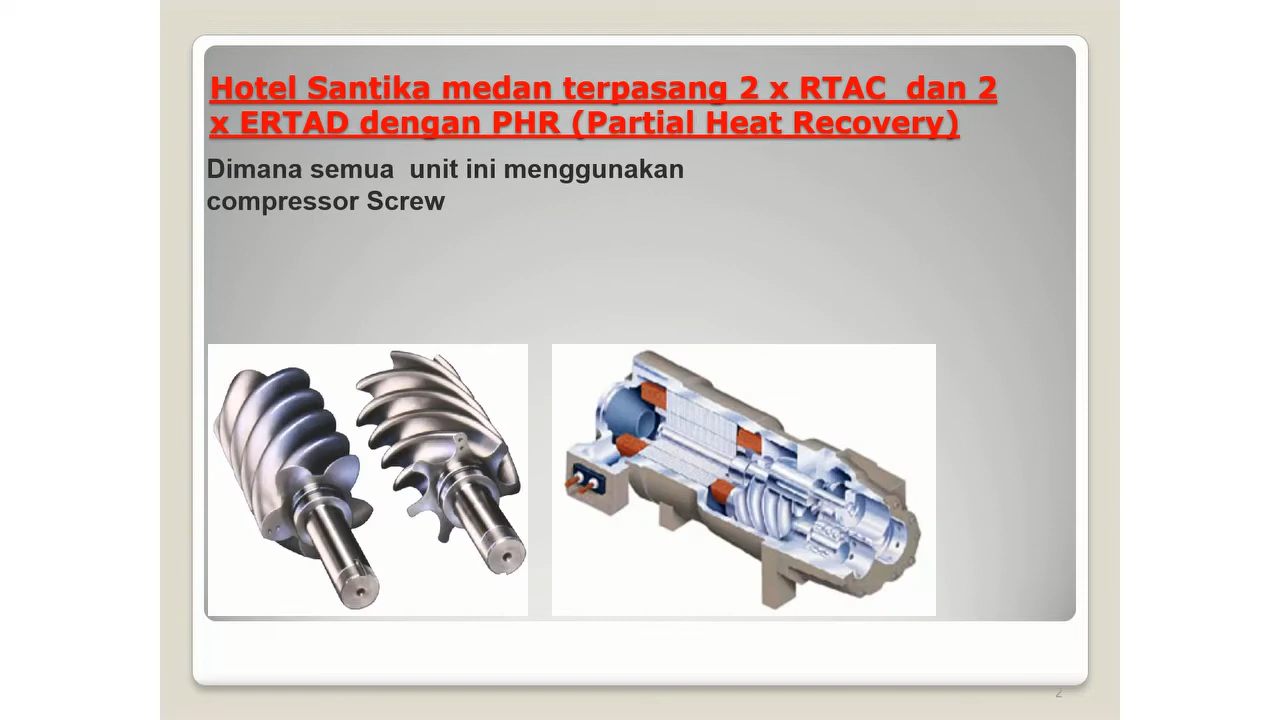 Hotel Santika medan terpasang 2 x RTAC  dan 2
x ERTAD dengan PHR (Partial Heat Recovery)
Dimana semua  unit ini menggunakan
compressor Screw
2